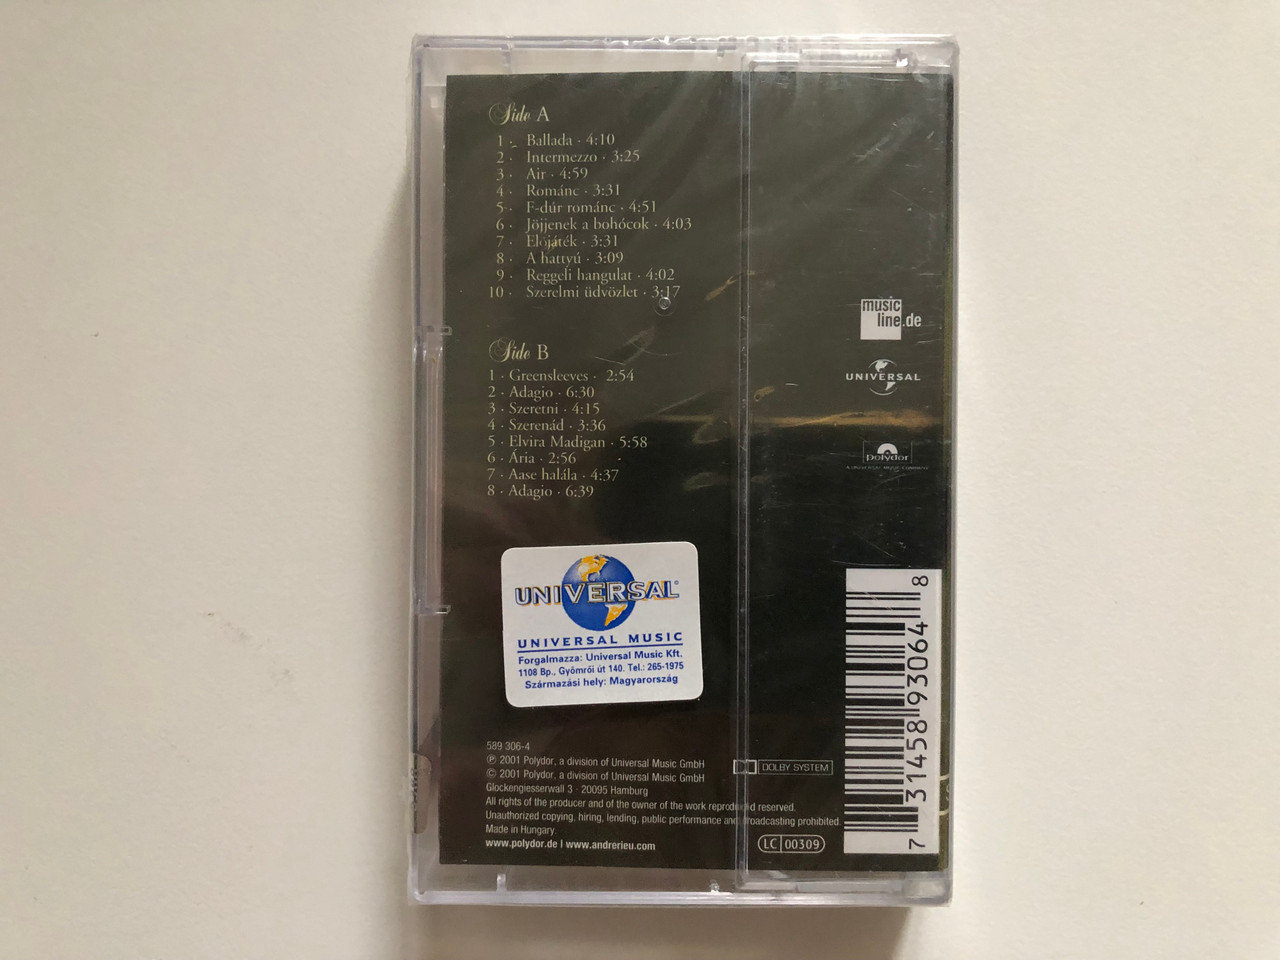 Side A
1 · Ballada · 4:10
2 · Intermezzo · 3:25
3 · Air · 4:59
4 · Románc · 3:31
5 · F-dúr románc · 4:51
6 · Jöjjenek a bohócok · 4:03
7 · Előjáték · 3:31
8 · A hattyú · 3:09
9 · Reggeli hangulat · 4:02
10 · Szerelmi üdvözlet · 3:17
Side B
1 · Greensleeves · 2:54
2 · Adagio · 6:30
3 · Szeretni · 4:15
4 · Szerenád · 3:36
5 · Elvira Madigan · 5:58
6 · Ária · 2:56
7 · Aase halála · 4:37
8 · Adagio · 6:39
music
line.de
UNIVERSAL
Polydor
A UNIVERSAL MUSIC COMPANY
UNIVERSAL®
UNIVERSAL MUSIC
Forgalmazza: Universal Music Kft.
1108 Bp., Gyömrői út 140. Tel.: 265-1975
Származási hely: Magyarország
589 306-4
℗ 2001 Polydor, a division of Universal Music GmbH
© 2001 Polydor, a division of Universal Music GmbH
Glockengiesserwall 3 · 20095 Hamburg
All rights of the producer and of the owner of the work reproduced reserved.
Unauthorized copying, hiring, lending, public performance and broadcasting prohibited.
Made in Hungary.
www.polydor.de | www.andrerieu.com
DOLBY SYSTEM
LC 00309
7 31458 93064 8